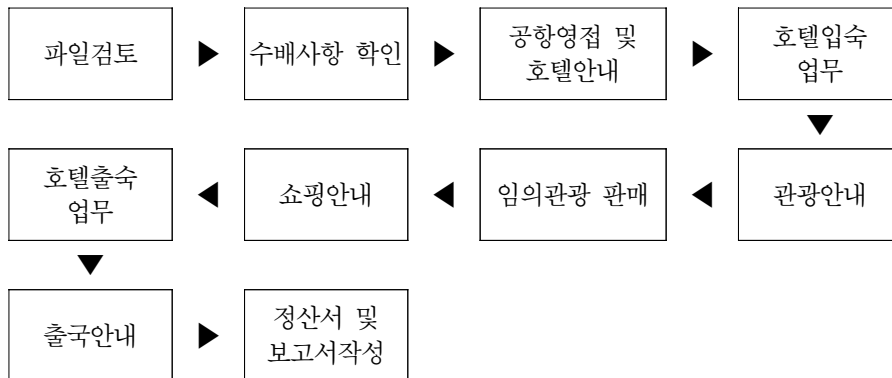 파일검토 ▶ 수배사항 확인 ▶ 공항영접 및
호텔안내 ▶ 호텔입숙
업무
▼
관광안내
◀ 임의관광 판매
◀ 쇼핑안내
◀ 호텔출숙
업무
▼
출국안내 ▶ 정산서 및
보고서작성